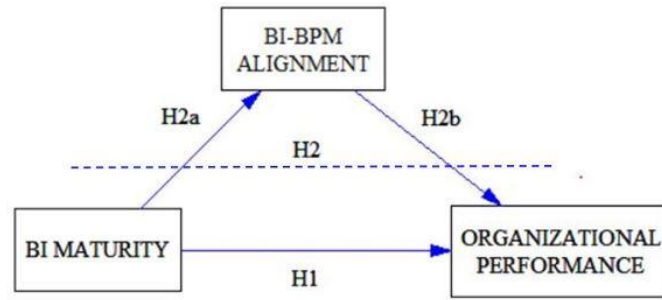 BI-BPM
ALIGNMENT
H2a
H2b
H2
BI MATURITY
ORGANIZATIONAL
PERFORMANCE
H1